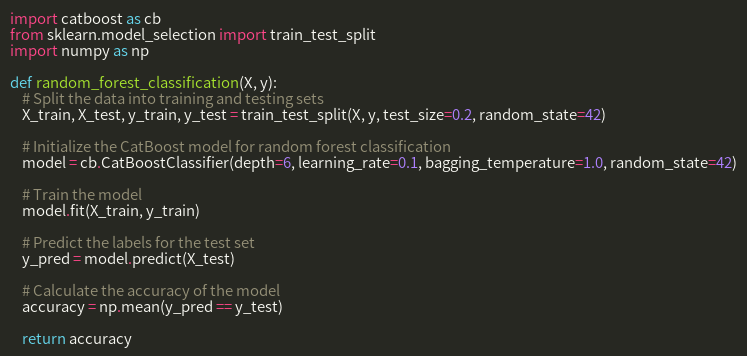 import catboost as cb
from sklearn.model_selection import train_test_split
import numpy as np
def random_forest_classification(X, y):
# Split the data into training and testing sets
X_train, X_test, y_train, y_test = train_test_split(X, y, test_size=0.2, random_state=42)
# Initialize the CatBoost model for random forest classification
model = cb.CatBoostClassifier(depth=6, learning_rate=0.1, bagging_temperature=1.0, random_state=42)
# Train the model
model.fit(X_train, y_train)
# Predict the labels for the test set
y_pred = model.predict(X_test)
# Calculate the accuracy of the model
accuracy = np.mean(y_pred == y_test)
return accuracy